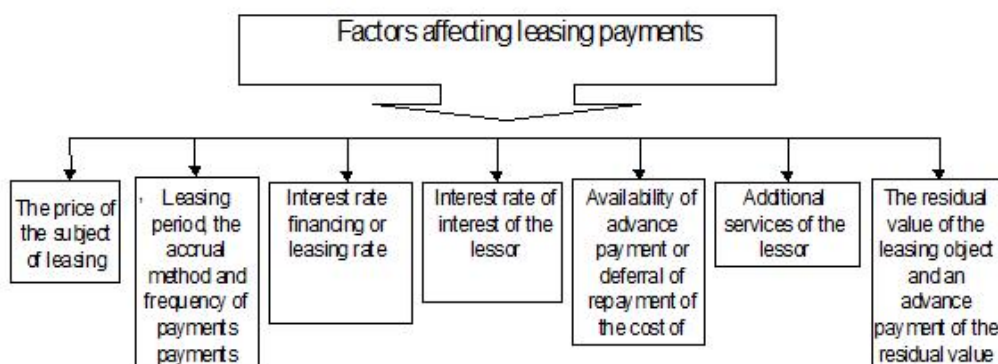 Factors affecting leasing payments
The price of
the subject
of leasing
, Leasing
period, the
accrual
method and
frequency of
payments
payments
Interest rate
financing or
leasing rate
Interest rate of
interest of the
lessor
Availability of
advance
payment or
deferral of
repayment of
the cost of
Additional
services of the
lessor
The residual
value of the
leasing object
and an
advance
payment of the
residual value